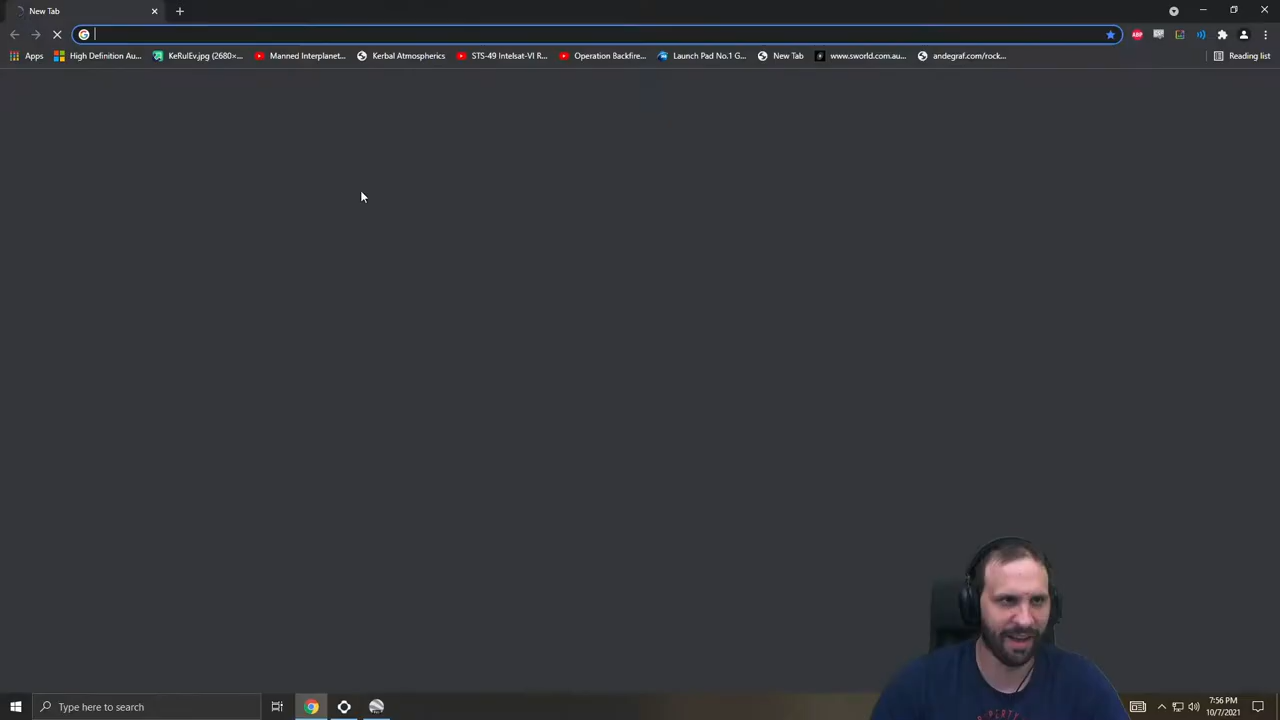 New Tab
Apps High Definition Au... KeRulEv.jpg (2680×... Manned Interplanet... Kerbal Atmospherics STS-49 Intelsat-VI R... Operation Backfire... Launch Pad No.1 G... New Tab www.sworld.com.au... andegraf.com/rock... Reading list
ABP
PROPERTY
Type here to search
7:56 PM
10/7/2021